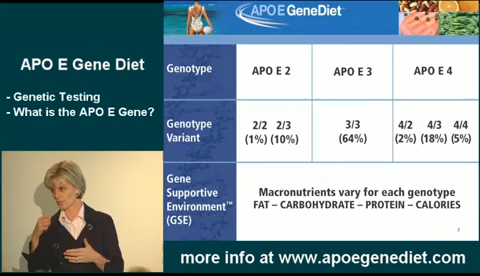 APO E Gene Diet
- Genetic Testing
- What is the APO E Gene?
APO E GENEDIET™
Genotype
APO E 2
APO E 3
APO E 4
Genotype
Variant
2/2 2/3
(1%) (10%)
3/3
(64%)
4/2 4/3 4/4
(2%) (18%) (5%)
Gene
Supportive
Environment™
(GSE)
Macronutrients vary for each genotype
FAT – CARBOHYDRATE – PROTEIN – CALORIES
more info at www.apoegenediet.com